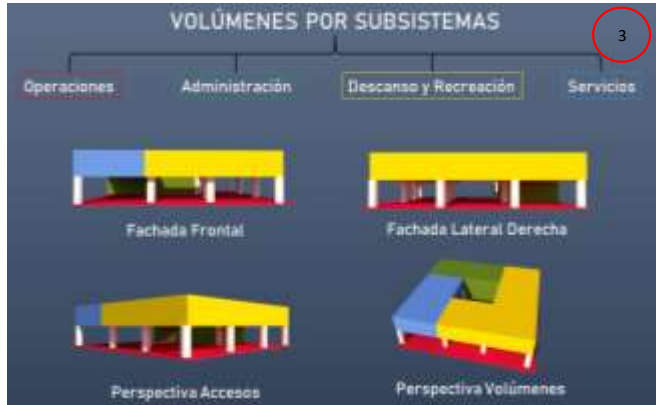 VOLÚMENES POR SUBSISTEMAS
3
Operaciones
Administración
Descanso y Recreación
Servicios
Fachada Frontal
Fachada Lateral Derecha
Perspectiva Accesos
Perspectiva Volúmenes